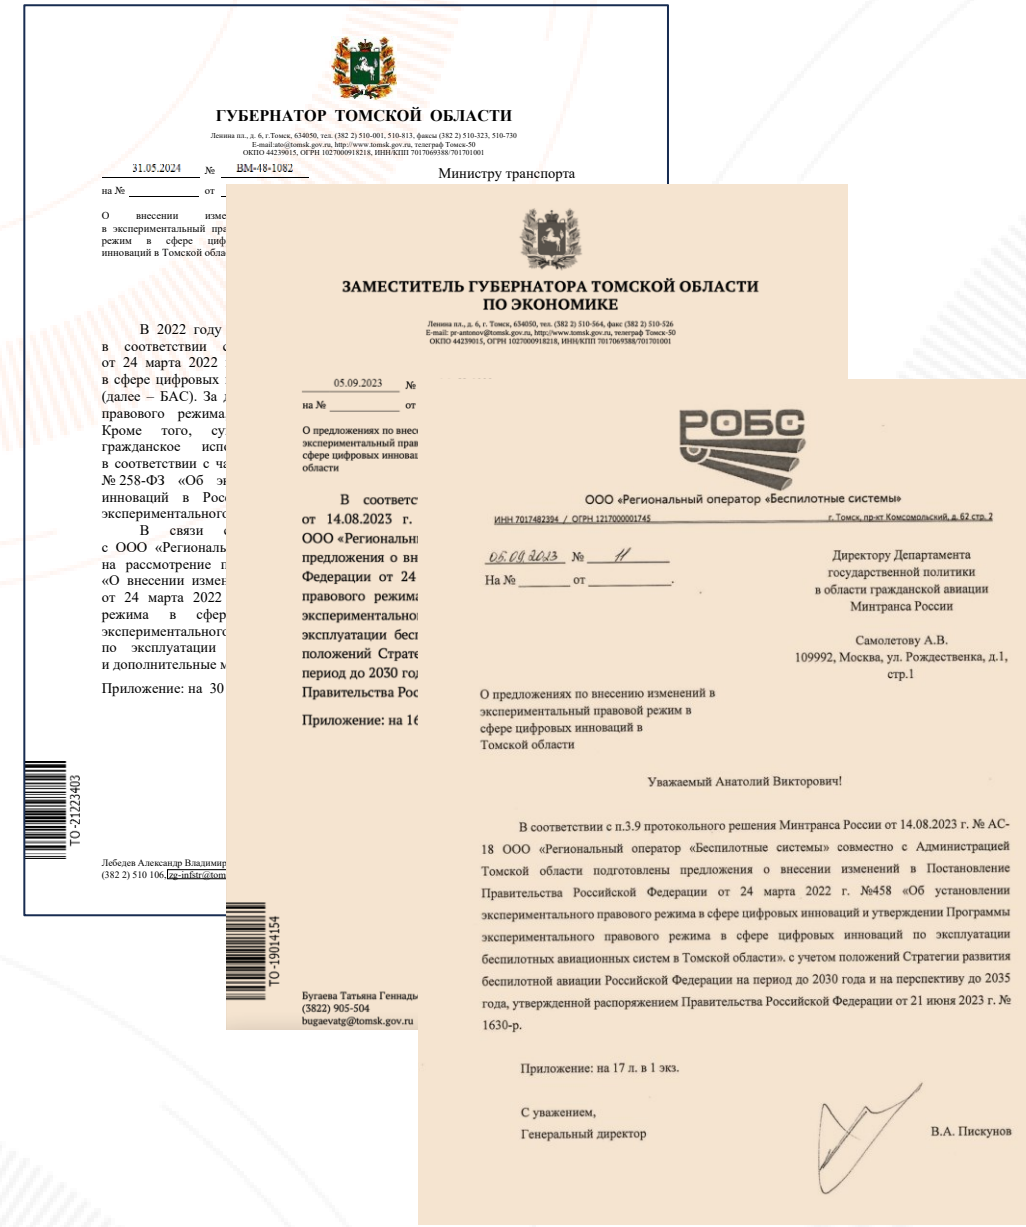 ГУБЕРНАТОР ТОМСКОЙ ОБЛАСТИ
Ленина пл., д. 6, г.Томск, 634050, тел. (382 2) 510-001, 510-813, факсы (382 2) 510-323, 510-730
E-mail:ato@tomsk.gov.ru, http://www.tomsk.gov.ru, телеграф Томск-50
ОКПО 44239015, ОГРН 1027000918218, ИНН/КПП 7017069388/701701001
31.05.2024 № ВМ-48-1082
на № от
Министру транспорта
О внесении
в экспериментальный
режим в сфере
инноваций в Томской
В 2022 году
в соответствии
от 24 марта 2022
в сфере цифровых
(далее – БАС). За
правового режима
Кроме того,
гражданское
в соответствии с
№ 258-ФЗ «Об
инноваций в
экспериментального
В связи
с ООО
на рассмотрение
«О внесении
от 24 марта 2022
режима в
экспериментального
по эксплуатации
и дополнительные
Приложение: на 30
ТО-21223403
Лебедев Александр
(382 2) 510 106,
ЗАМЕСТИТЕЛЬ ГУБЕРНАТОРА ТОМСКОЙ ОБЛАСТИ
ПО ЭКОНОМИКЕ
Ленина пл., д. 6, г. Томск, 634050, тел. (382 2) 510-564, факс (382 2) 510-526
E-mail: pr-antonov@tomsk.gov.ru, http://www.tomsk.gov.ru, телеграф Томск-50
ОКПО 44239015, ОГРН 1027000918218, ИНН/КПП 7017069388/701701001
05.09.2023 №
на № от
О предложениях по
экспериментальный
сфере цифровых
области
В
от 14.08.2023 г.
ООО
предложения о
Федерации от 24
правового режима
эксплуатации
положений
период до 2030
Правительства
Приложение: на 16
ТО-19014154
Бугаева Татьяна
(3822) 905-504
bugaevatg@tomsk.gov.ru
РОБС
ООО «Региональный оператор «Беспилотные системы»
ИНН 7017482394 / ОГРН 1217000001745 г. Томск, пр-кт Комсомольский, д. 62 стр. 2
05.09.2023 № 11
На № от .
Директору Департамента
государственной политики
в области гражданской авиации
Минтранса России
Самолетову А.В.
109992, Москва, ул. Рождественка, д.1,
стр.1
О предложениях по внесению изменений в
экспериментальный правовой режим в
сфере цифровых инноваций в
Томской области
Уважаемый Анатолий Викторович!
В соответствии с п.3.9 протокольного решения Минтранса России от 14.08.2023 г. № АС-
18 ООО «Региональный оператор «Беспилотные системы» совместно с Администрацией
Томской области подготовлены предложения о внесении изменений в Постановление
Правительства Российской Федерации от 24 марта 2022 г. №458 «Об установлении
экспериментального правового режима в сфере цифровых инноваций и утверждении Программы
экспериментального правового режима в сфере цифровых инноваций по эксплуатации
беспилотных авиационных систем в Томской области». с учетом положений Стратегии развития
беспилотной авиации Российской Федерации на период до 2030 года и на перспективу до 2035
года, утвержденной распоряжением Правительства Российской Федерации от 21 июня 2023 г. №
1630-р.
Приложение: на 17 л. в 1 экз.
С уважением,
Генеральный директор
В.А. Пискунов